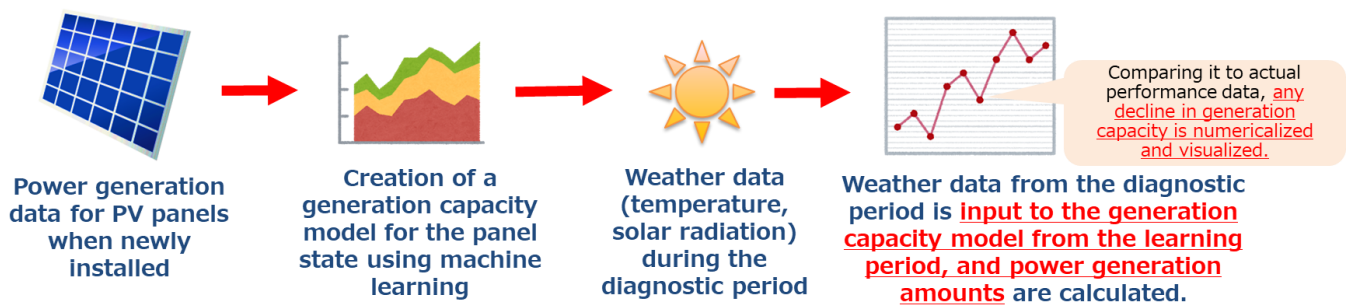 Power generation
data for PV panels
when newly
installed
Creation of a
generation capacity
model for the panel
state using machine
learning
Weather data
(temperature,
solar radiation)
during the
diagnostic period
Comparing it to actual
performance data, any
decline in generation
capacity is numericalized
and visualized.
Weather data from the diagnostic
period is input to the generation
capacity model from the learning
period, and power generation
amounts are calculated.